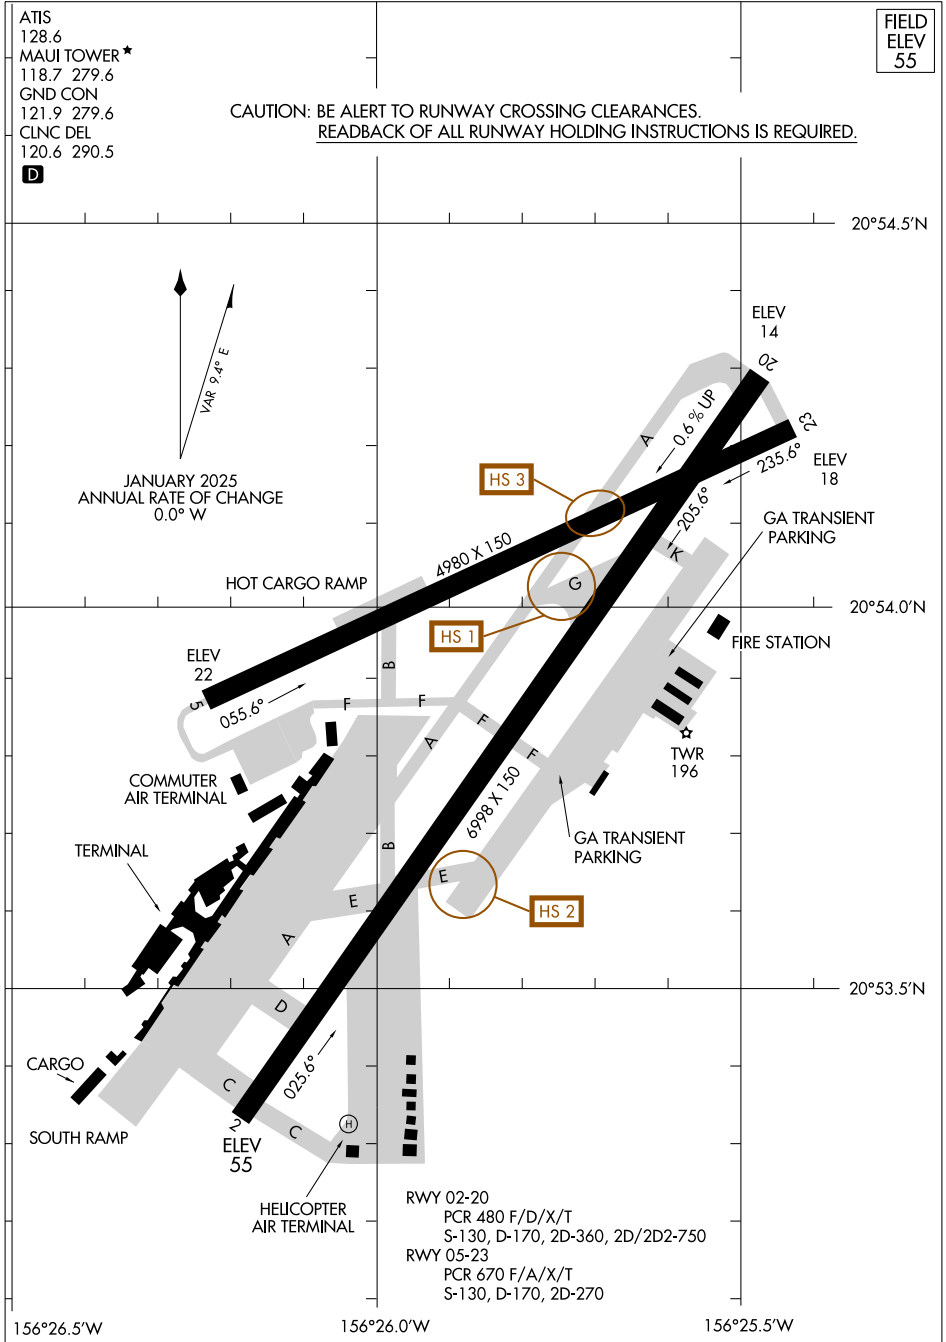 ATIS
128.6
MAUI TOWER★
118.7 279.6
GND CON
121.9 279.6
CLNC DEL
120.6 290.5
D
FIELD
ELEV
55
CAUTION: BE ALERT TO RUNWAY CROSSING CLEARANCES.
READBACK OF ALL RUNWAY HOLDING INSTRUCTIONS IS REQUIRED.
20°54.5'N
VAR 9.4° E
JANUARY 2025
ANNUAL RATE OF CHANGE
0.0° W
ELEV
14
20
23
0.6% UP
A
235.6°
ELEV
18
HS 3
205.6°
GA TRANSIENT
PARKING
4980 X 150
K
HOT CARGO RAMP
G
20°54.0'N
HS 1
FIRE STATION
ELEV
22
B
5
055.6°
F
F
F
F
A
TWR
196
COMMUTER
AIR TERMINAL
6998 X 150
GA TRANSIENT
PARKING
TERMINAL
B
E
E
HS 2
A
20°53.5'N
D
025.6°
CARGO
C
C
SOUTH RAMP
2
ELEV
55
H
HELICOPTER
AIR TERMINAL
RWY 02-20
PCR 480 F/D/X/T
S-130, D-170, 2D-360, 2D/2D2-750
RWY 05-23
PCR 670 F/A/X/T
S-130, D-170, 2D-270
156°26.5'W
156°26.0'W
156°25.5'W